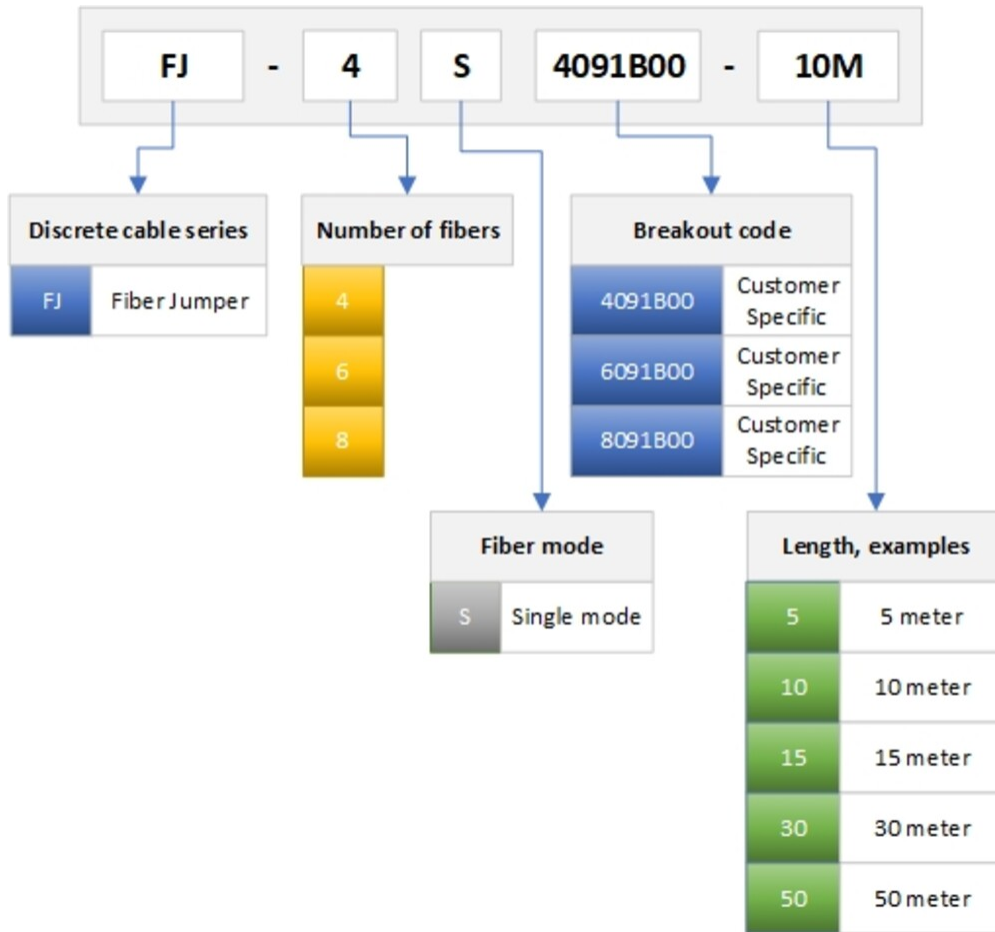 FJ - 4 S 4091B00 - 10M
Discrete cable series
FJ Fiber Jumper
Number of fibers
4
6
8
Breakout code
4091B00 Customer Specific
6091B00 Customer Specific
8091B00 Customer Specific
Fiber mode
S Single mode
Length, examples
5 5 meter
10 10 meter
15 15 meter
30 30 meter
50 50 meter